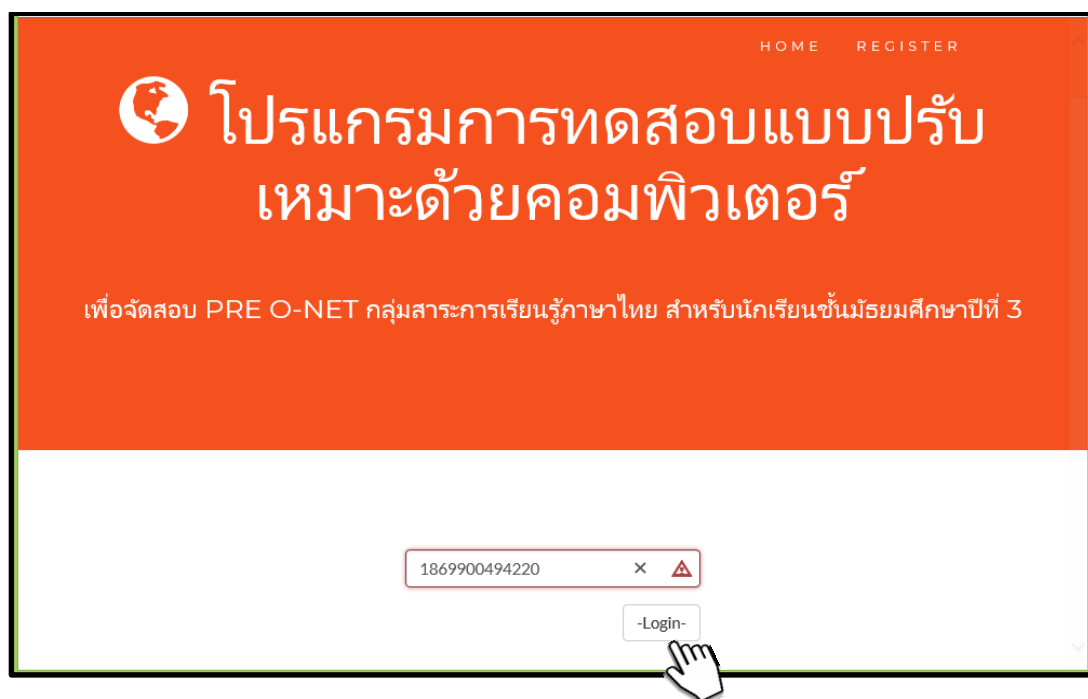 HOME REGISTER
โปรแกรมการทดสอบแบบปรับ
เหมาะด้วยคอมพิวเตอร์
เพื่อจัดสอบ PRE O-NET กลุ่มสาระการเรียนรู้ภาษาไทย สำหรับนักเรียนชั้นมัธยมศึกษาปีที่ 3
1869900494220
-Login-